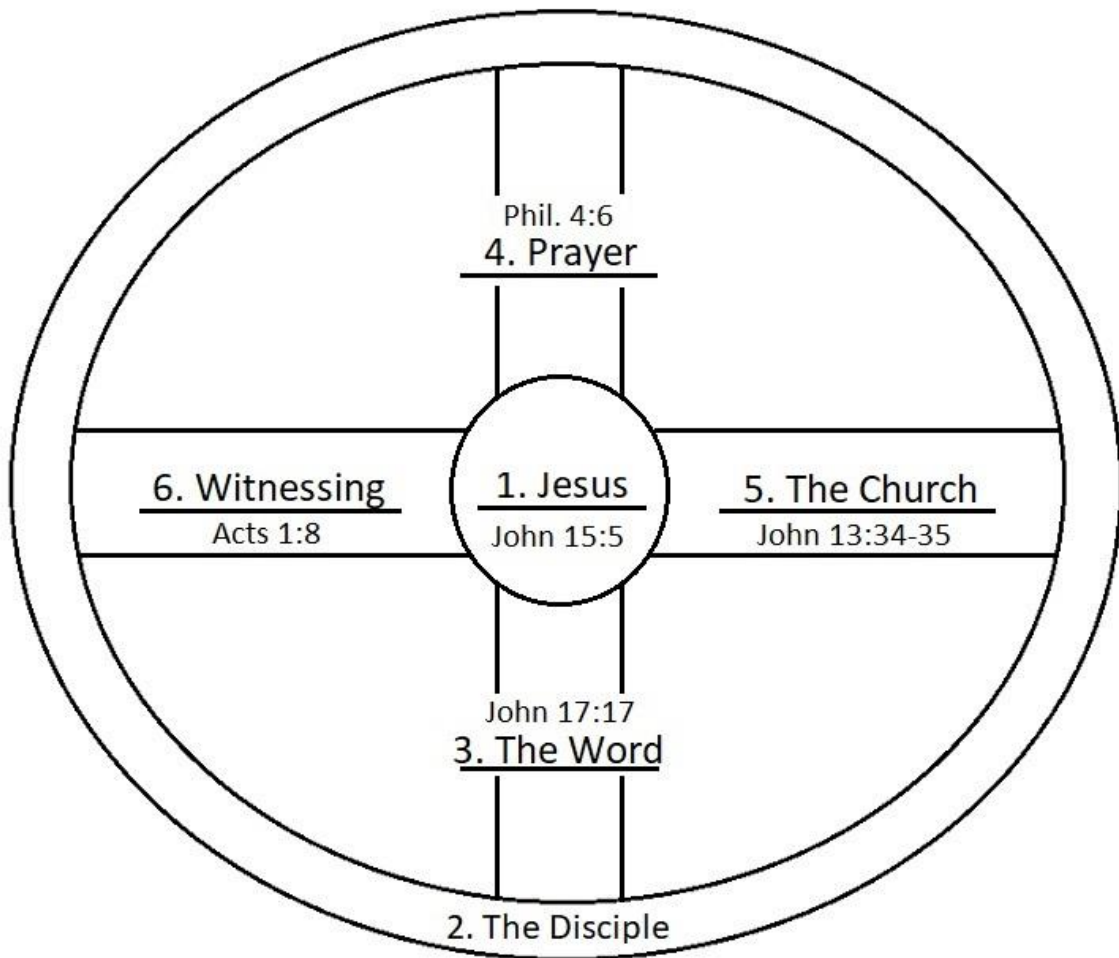 Phil. 4:6
4. Prayer
6. Witnessing
Acts 1:8
1. Jesus
John 15:5
5. The Church
John 13:34-35
John 17:17
3. The Word
2. The Disciple